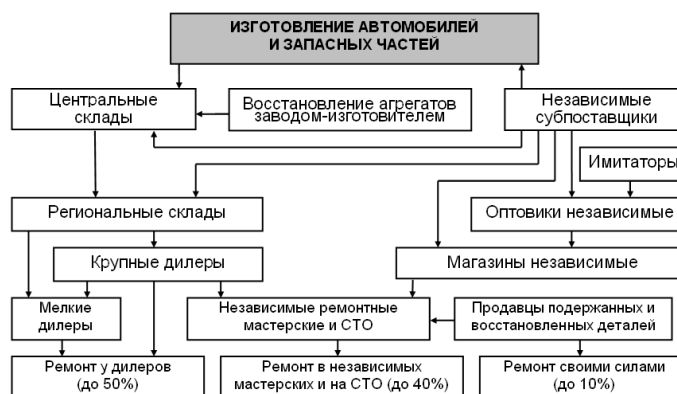 ИЗГОТОВЛЕНИЕ АВТОМОБИЛЕЙ
И ЗАПАСНЫХ ЧАСТЕЙ
Центральные
склады
Восстановление агрегатов
заводом-изготовителем
Независимые
субпоставщики
Имитаторы
Региональные склады
Оптовики независимые
Крупные дилеры
Магазины независимые
Мелкие
дилеры
Независимые ремонтные
мастерские и СТО
Продавцы подержанных и
восстановленных деталей
Ремонт у дилеров
(до 50%)
Ремонт в независимых
мастерских и на СТО (до 40%)
Ремонт своими силами
(до 10%)